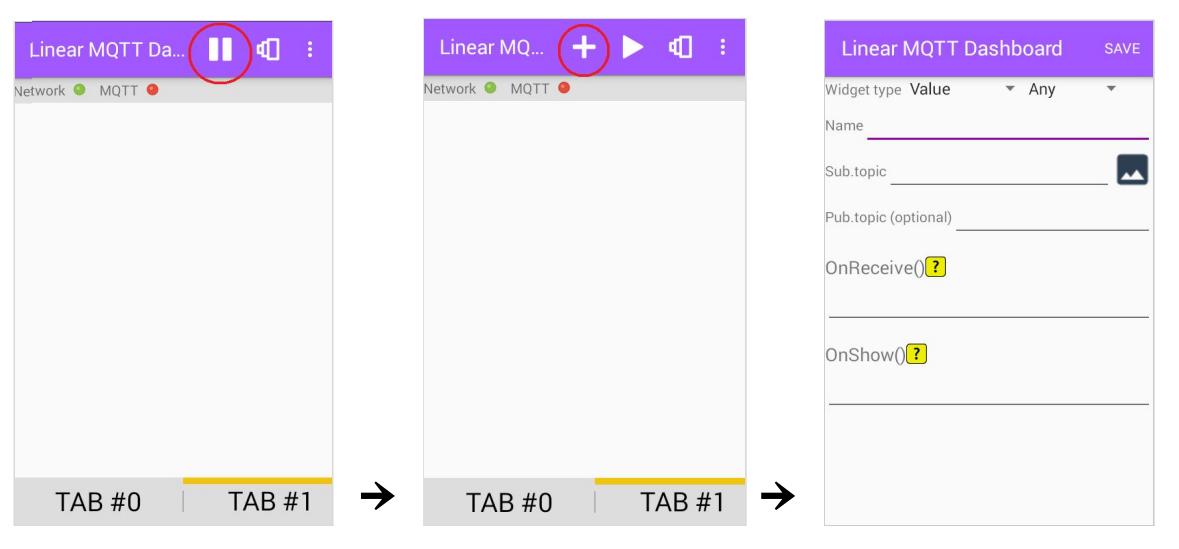 Linear MQTT Da...
Network MQTT
TAB #0 TAB #1
Linear MQ...
Network MQTT
TAB #0 TAB #1
Linear MQTT Dashboard SAVE
Widget type Value Any
Name
Sub.topic
Pub.topic (optional)
OnReceive()?
OnShow()?